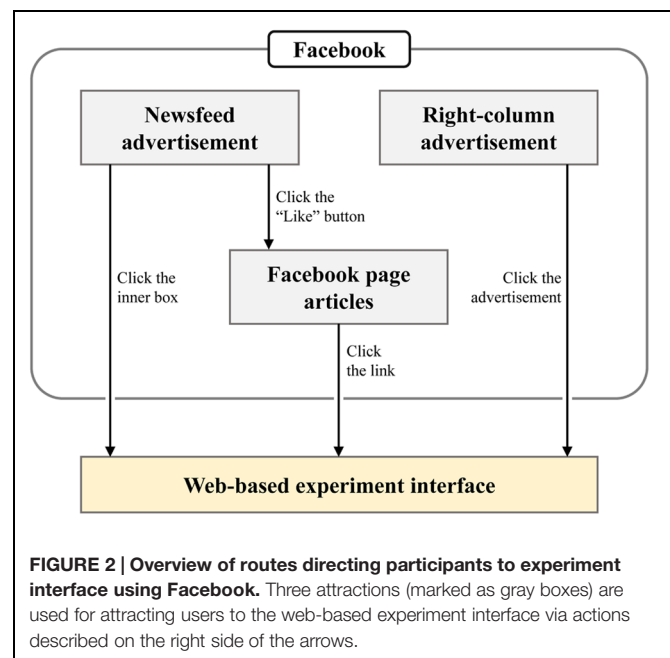 Facebook
Newsfeed
advertisement
Right-column
advertisement
Click the
“Like” button
Click the
inner box
Facebook page
articles
Click the
advertisement
Click
the link
Web-based experiment interface
FIGURE 2 | Overview of routes directing participants to experiment
interface using Facebook. Three attractions (marked as gray boxes) are
used for attracting users to the web-based experiment interface via actions
described on the right side of the arrows.